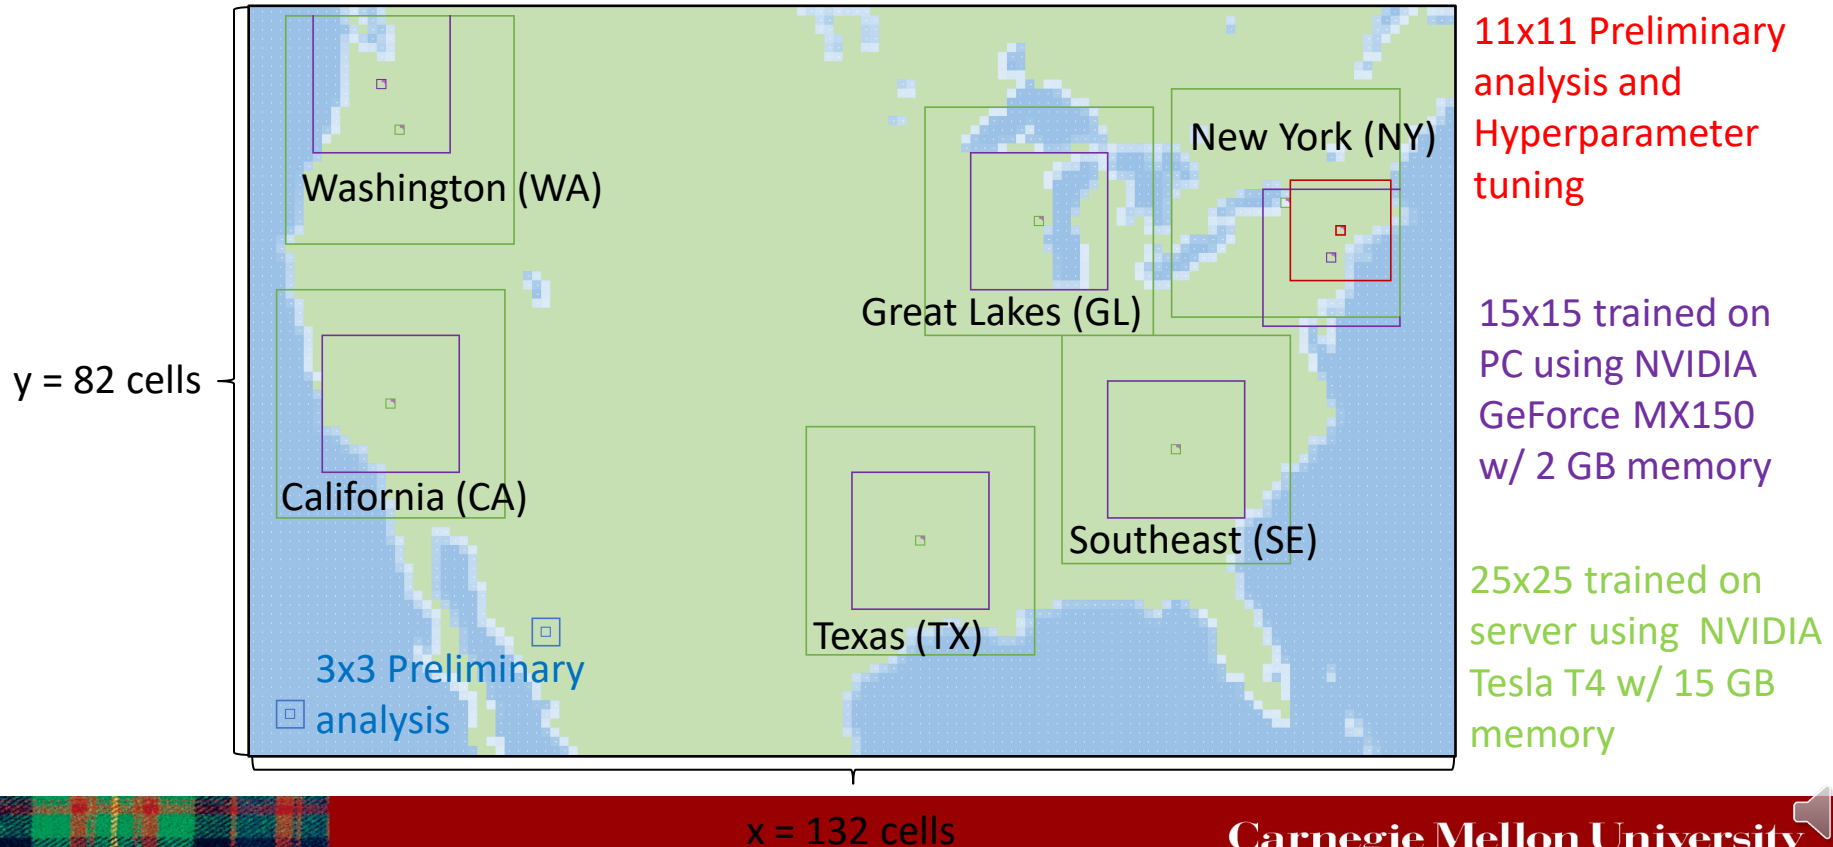 11x11 Preliminary
analysis and
Hyperparameter
tuning
New York (NY)
Washington (WA)
Great Lakes (GL)
15x15 trained on
PC using NVIDIA
GeForce MX150
w/ 2 GB memory
y = 82 cells
California (CA)
Southeast (SE)
25x25 trained on
server using NVIDIA
Tesla T4 w/ 15 GB
memory
Texas (TX)
3x3 Preliminary
analysis
x = 132 cells
Carnegie Mellon University